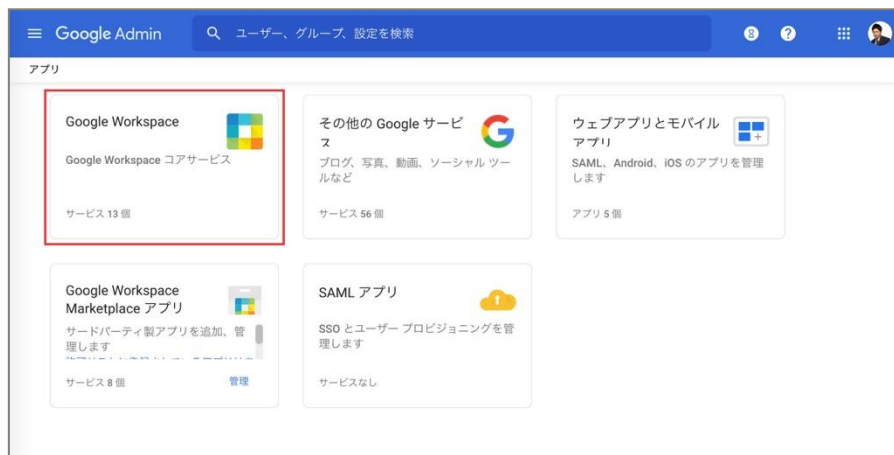 Google Admin
ユーザー、グループ、設定を検索
アプリ
Google Workspace
Google Workspace コアサービス
サービス 13 個
その他の Google サービ
ス
ブログ、写真、動画、ソーシャル ツー
ルなど
サービス 56 個
ウェブアプリとモバイル
アプリ
SAML、Android、iOS のアプリを管理
します
アプリ 5 個
Google Workspace
Marketplace アプリ
サードパーティ製アプリを追加、管
理します
サービス 8 個
管理
SAML アプリ
SSO とユーザー プロビジョニングを管
理します
サービスなし